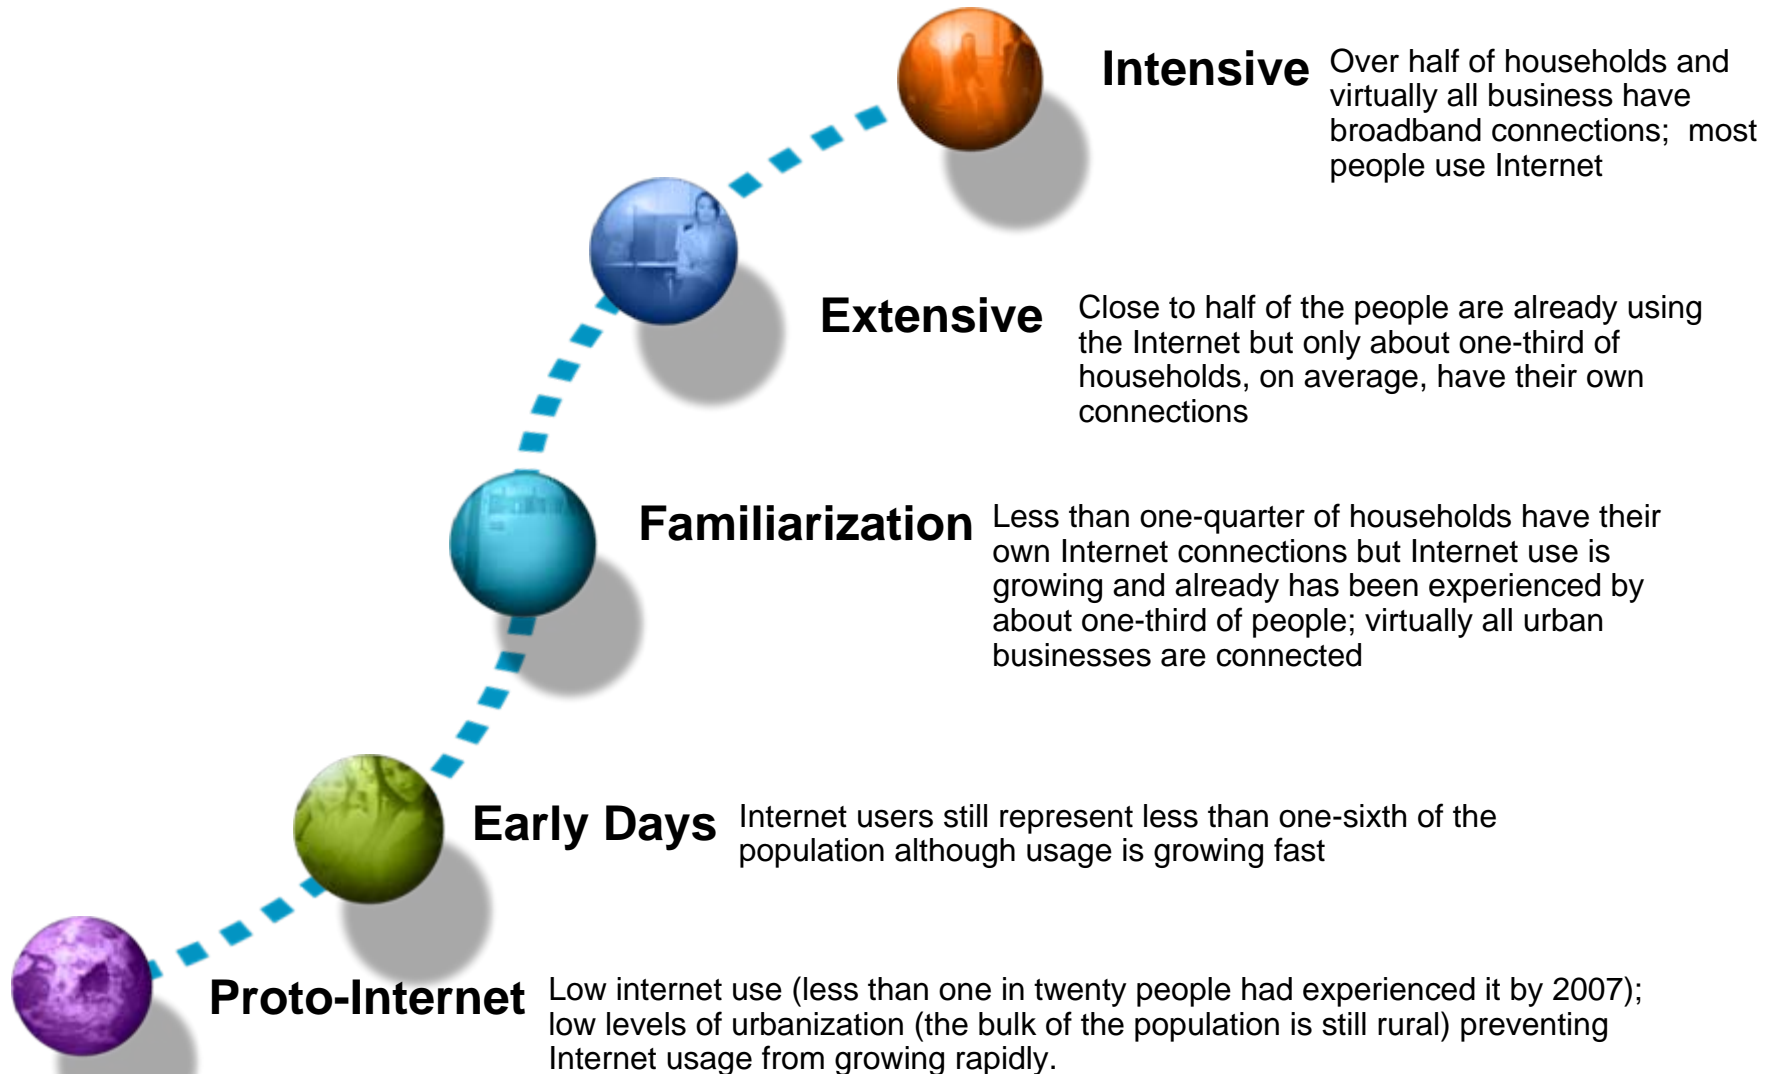 Intensive
Over half of households and
virtually all business have
broadband connections;  most
people use Internet
Extensive
Close to half of the people are already using
the Internet but only about one-third of
households, on average, have their own
connections
Familiarization
Less than one-quarter of households have their
own Internet connections but Internet use is
growing and already has been experienced by
about one-third of people; virtually all urban
businesses are connected
Early Days
Internet users still represent less than one-sixth of the
population although usage is growing fast
Proto-Internet
Low internet use (less than one in twenty people had experienced it by 2007);
low levels of urbanization (the bulk of the population is still rural) preventing
Internet usage from growing rapidly.